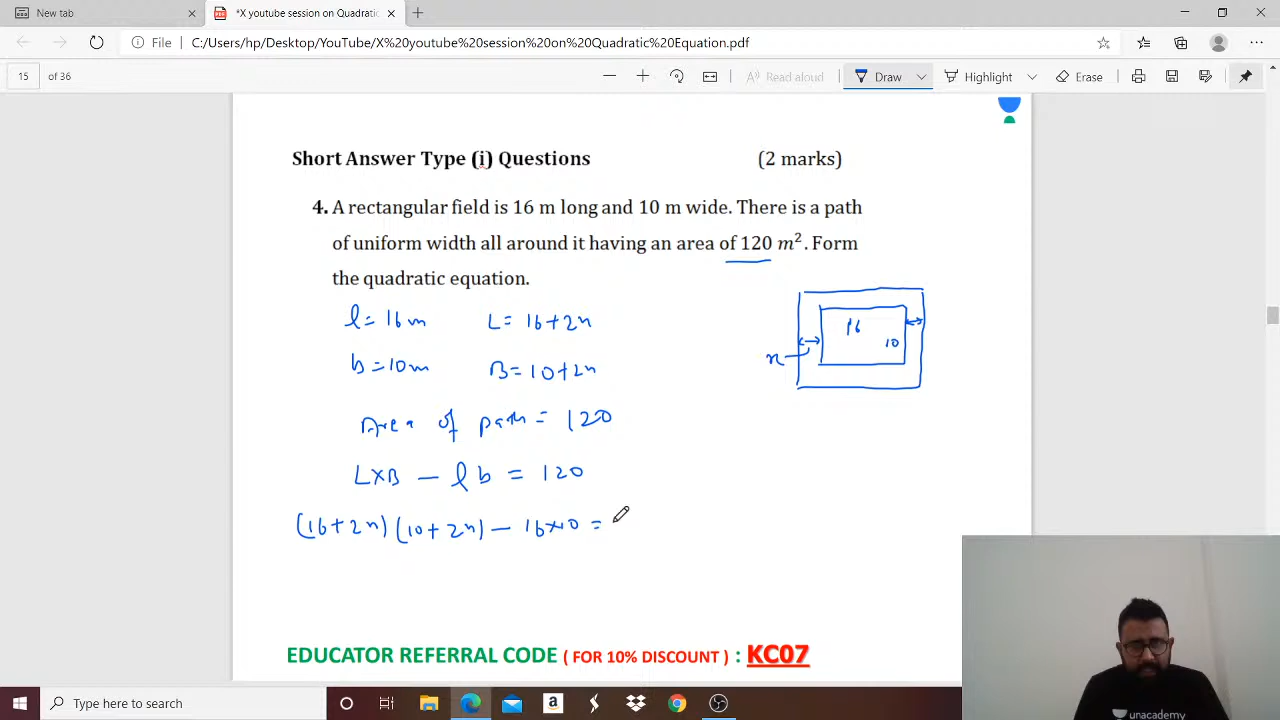 New tab
*X youtube session on Quadratic
File C:/Users/hp/Desktop/YouTube/X%20youtube%20session%20on%20Quadratic%20Equation.pdf
15 of 36
Read aloud
Draw
Highlight
Erase
Short Answer Type (i) Questions (2 marks)
4. A rectangular field is 16 m long and 10 m wide. There is a path
of uniform width all around it having an area of 120 m². Form
the quadratic equation.
l = 16m L = 16+2x
16
10
x
b = 10m B = 10+2x
Area of path = 120
L×B – lb = 120
(16+2x)(10+2x) – 16×10 =
EDUCATOR REFERRAL CODE ( FOR 10% DISCOUNT ) : KC07
unacademy
Type here to search